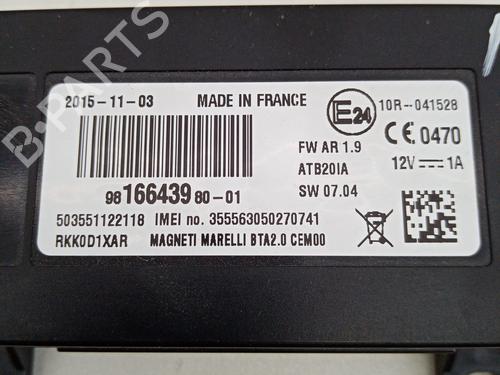 2015-11-03 MADE IN FRANCE
E24 10R-041528
CE 0470
FW AR 1.9
ATB20IA
12V 1A
SW 07.04
98 166439 80-01
503551122118 IMEI no. 355563050270741
RKK0D1XAR MAGNETI MARELLI BTA2.0 CEM00
B-PARTS